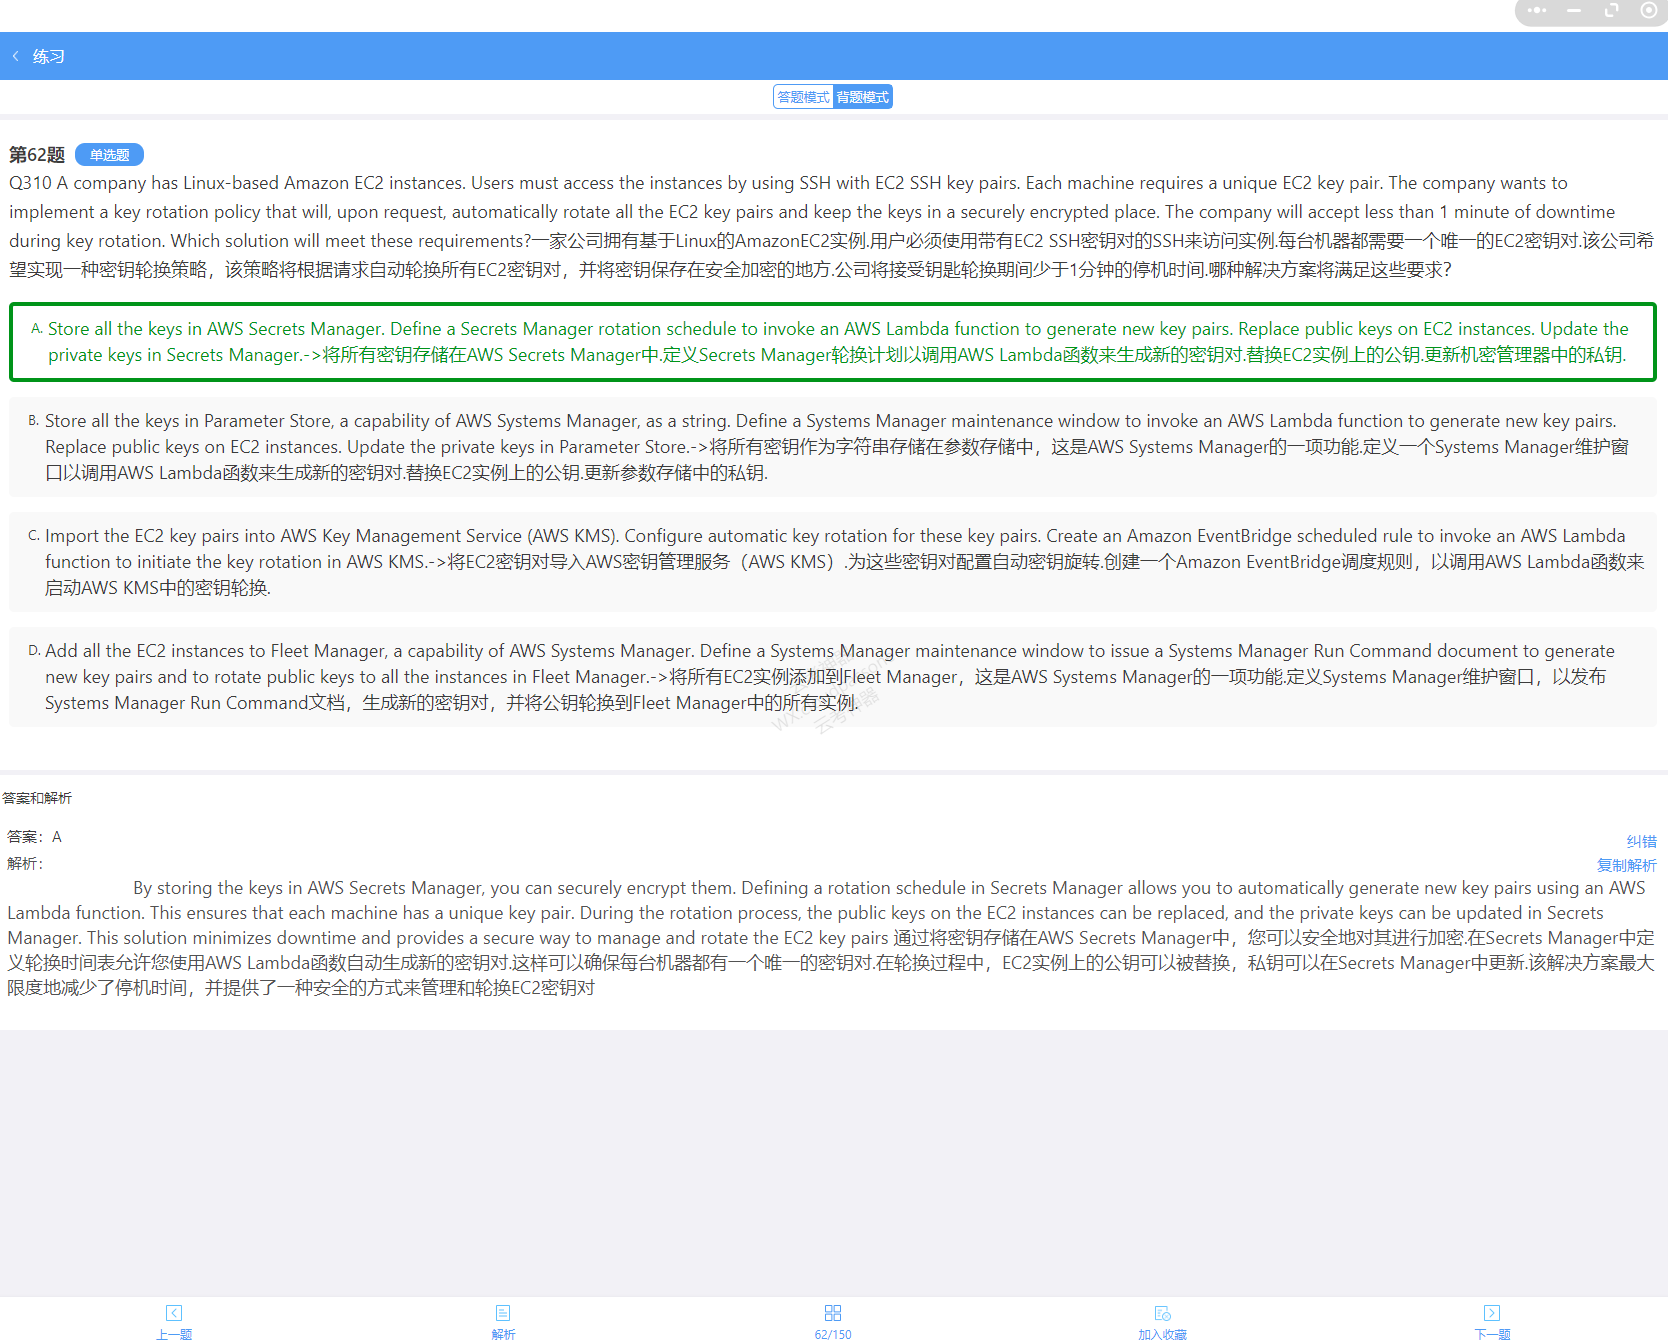 练习
答题模式 背题模式
第62题 单选题
Q310 A company has Linux-based Amazon EC2 instances. Users must access the instances by using SSH with EC2 SSH key pairs. Each machine requires a unique EC2 key pair. The company wants to
implement a key rotation policy that will, upon request, automatically rotate all the EC2 key pairs and keep the keys in a securely encrypted place. The company will accept less than 1 minute of downtime
during key rotation. Which solution will meet these requirements?一家公司拥有基于Linux的AmazonEC2实例.用户必须使用带有EC2 SSH密钥对的SSH来访问实例.每台机器都需要一个唯一的EC2密钥对.该公司希
望实现一种密钥轮换策略，该策略将根据请求自动轮换所有EC2密钥对，并将密钥保存在安全加密的地方.公司将接受钥匙轮换期间少于1分钟的停机时间.哪种解决方案将满足这些要求？
A. Store all the keys in AWS Secrets Manager. Define a Secrets Manager rotation schedule to invoke an AWS Lambda function to generate new key pairs. Replace public keys on EC2 instances. Update the
private keys in Secrets Manager.->将所有密钥存储在AWS Secrets Manager中.定义Secrets Manager轮换计划以调用AWS Lambda函数来生成新的密钥对.替换EC2实例上的公钥.更新机密管理器中的私钥.
B. Store all the keys in Parameter Store, a capability of AWS Systems Manager, as a string. Define a Systems Manager maintenance window to invoke an AWS Lambda function to generate new key pairs.
Replace public keys on EC2 instances. Update the private keys in Parameter Store.->将所有密钥作为字符串存储在参数存储中，这是AWS Systems Manager的一项功能.定义一个Systems Manager维护窗
口以调用AWS Lambda函数来生成新的密钥对.替换EC2实例上的公钥.更新参数存储中的私钥.
C. Import the EC2 key pairs into AWS Key Management Service (AWS KMS). Configure automatic key rotation for these key pairs. Create an Amazon EventBridge scheduled rule to invoke an AWS Lambda
function to initiate the key rotation in AWS KMS.->将EC2密钥对导入AWS密钥管理服务（AWS KMS）.为这些密钥对配置自动密钥旋转.创建一个Amazon EventBridge调度规则，以调用AWS Lambda函数来
启动AWS KMS中的密钥轮换.
D. Add all the EC2 instances to Fleet Manager, a capability of AWS Systems Manager. Define a Systems Manager maintenance window to issue a Systems Manager Run Command document to generate
new key pairs and to rotate public keys to all the instances in Fleet Manager.->将所有EC2实例添加到Fleet Manager，这是AWS Systems Manager的一项功能.定义Systems Manager维护窗口，以发布
Systems Manager Run Command文档，生成新的密钥对，并将公钥轮换到Fleet Manager中的所有实例.
答案和解析
答案：A
纠错
解析：
复制解析
By storing the keys in AWS Secrets Manager, you can securely encrypt them. Defining a rotation schedule in Secrets Manager allows you to automatically generate new key pairs using an AWS
Lambda function. This ensures that each machine has a unique key pair. During the rotation process, the public keys on the EC2 instances can be replaced, and the private keys can be updated in Secrets
Manager. This solution minimizes downtime and provides a secure way to manage and rotate the EC2 key pairs 通过将密钥存储在AWS Secrets Manager中，您可以安全地对其进行加密.在Secrets Manager中定
义轮换时间表允许您使用AWS Lambda函数自动生成新的密钥对.这样可以确保每台机器都有一个唯一的密钥对.在轮换过程中，EC2实例上的公钥可以被替换，私钥可以在Secrets Manager中更新.该解决方案最大
限度地减少了停机时间，并提供了一种安全的方式来管理和轮换EC2密钥对
上一题 解析 62/150 加入收藏 下一题